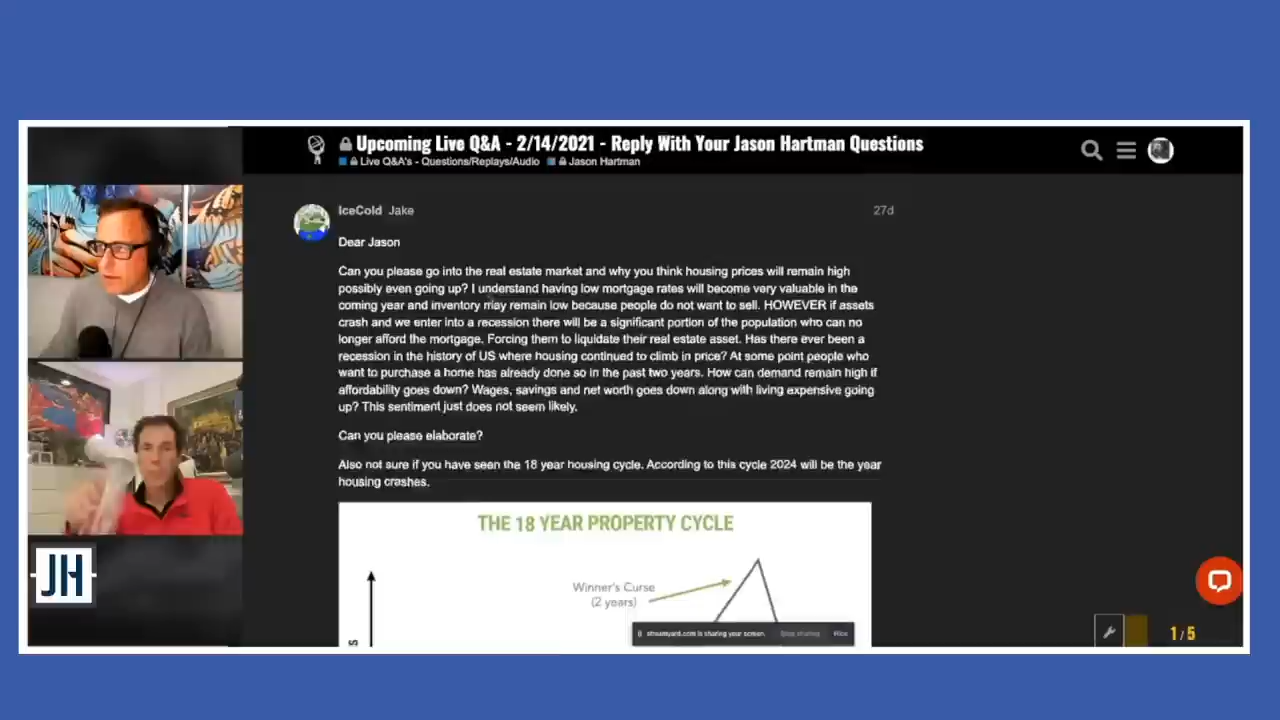 Upcoming Live Q&A - 2/14/2021 - Reply With Your Jason Hartman Questions
Live Q&A's - Questions/Replays/Audio Jason Hartman
IceCold Jake 27d
Dear Jason
Can you please go into the real estate market and why you think housing prices will remain high
possibly even going up? I understand having low mortgage rates will become very valuable in the
coming year and inventory may remain low because people do not want to sell. HOWEVER if assets
crash and we enter into a recession there will be a significant portion of the population who can no
longer afford the mortgage. Forcing them to liquidate their real estate asset. Has there ever been a
recession in the history of US where housing continued to climb in price? At some point people who
want to purchase a home has already done so in the past two years. How can demand remain high if
affordability goes down? Wages, savings and net worth goes down along with living expensive going
up? This sentiment just does not seem likely.
Can you please elaborate?
Also not sure if you have seen the 18 year housing cycle. According to this cycle 2024 will be the year
housing crashes.
THE 18 YEAR PROPERTY CYCLE
Winner's Curse
(2 years)
streamyard.com is sharing your screen. Stop sharing Hide
JH
1/5